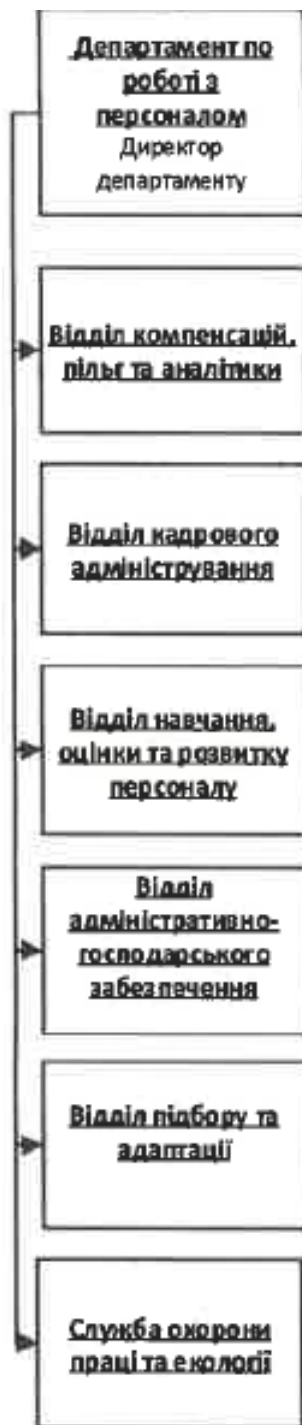 Департамент по
роботі з
персоналом
Директор
департаменту
Відділ компенсацій,
пільг та аналітики
Відділ кадрового
адміністрування
Відділ навчання,
оцінки та розвитку
персоналу
Відділ
адміністративно-
господарського
забезпечення
Відділ підбору та
адаптації
Служба охорони
праці та екології